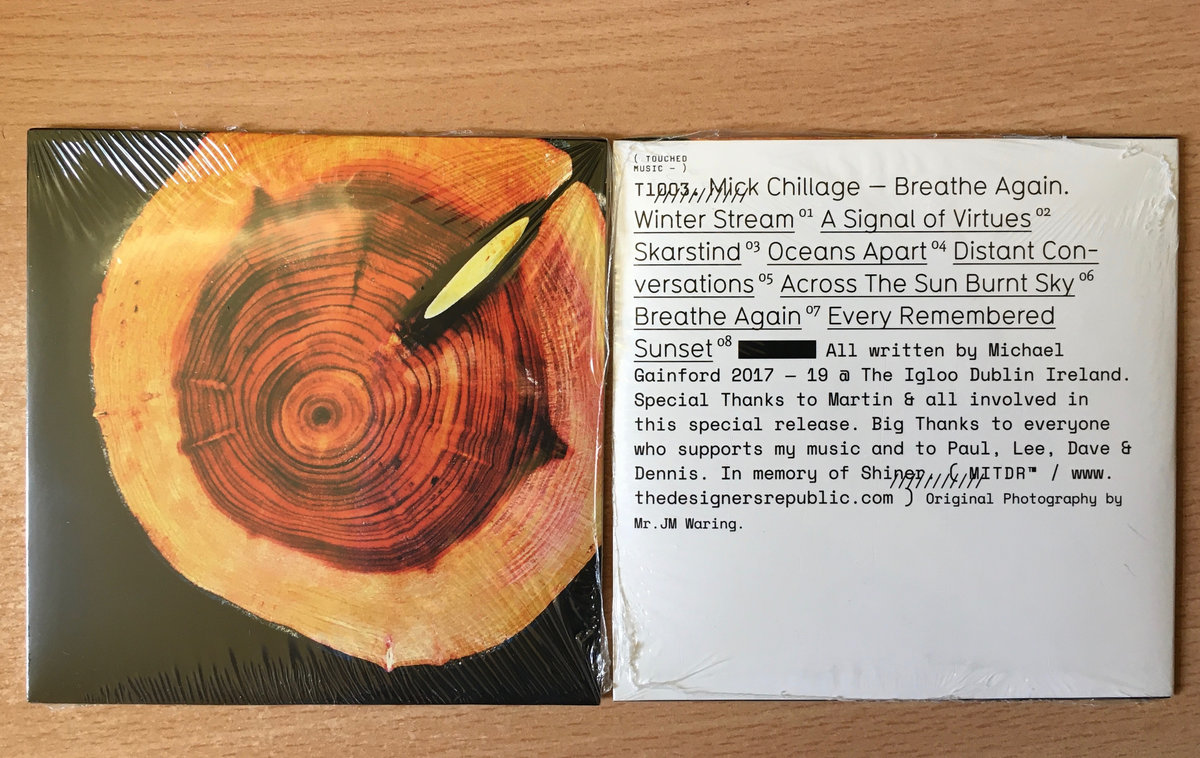 ( TOUCHED
MUSIC – )
T1003. Mick Chillage – Breathe Again.
Winter Stream 01 A Signal of Virtues 02
Skarstind 03 Oceans Apart 04 Distant Con-
versations 05 Across The Sun Burnt Sky 06
Breathe Again 07 Every Remembered
Sunset 08 All written by Michael
Gainford 2017 – 19 @ The Igloo Dublin Ireland.
Special Thanks to Martin & all involved in
this special release. Big Thanks to everyone
who supports my music and to Paul, Lee, Dave &
Dennis. In memory of Shiner. ( MITDR™ / www.
thedesignersrepublic.com ) Original Photography by
Mr.JM Waring.